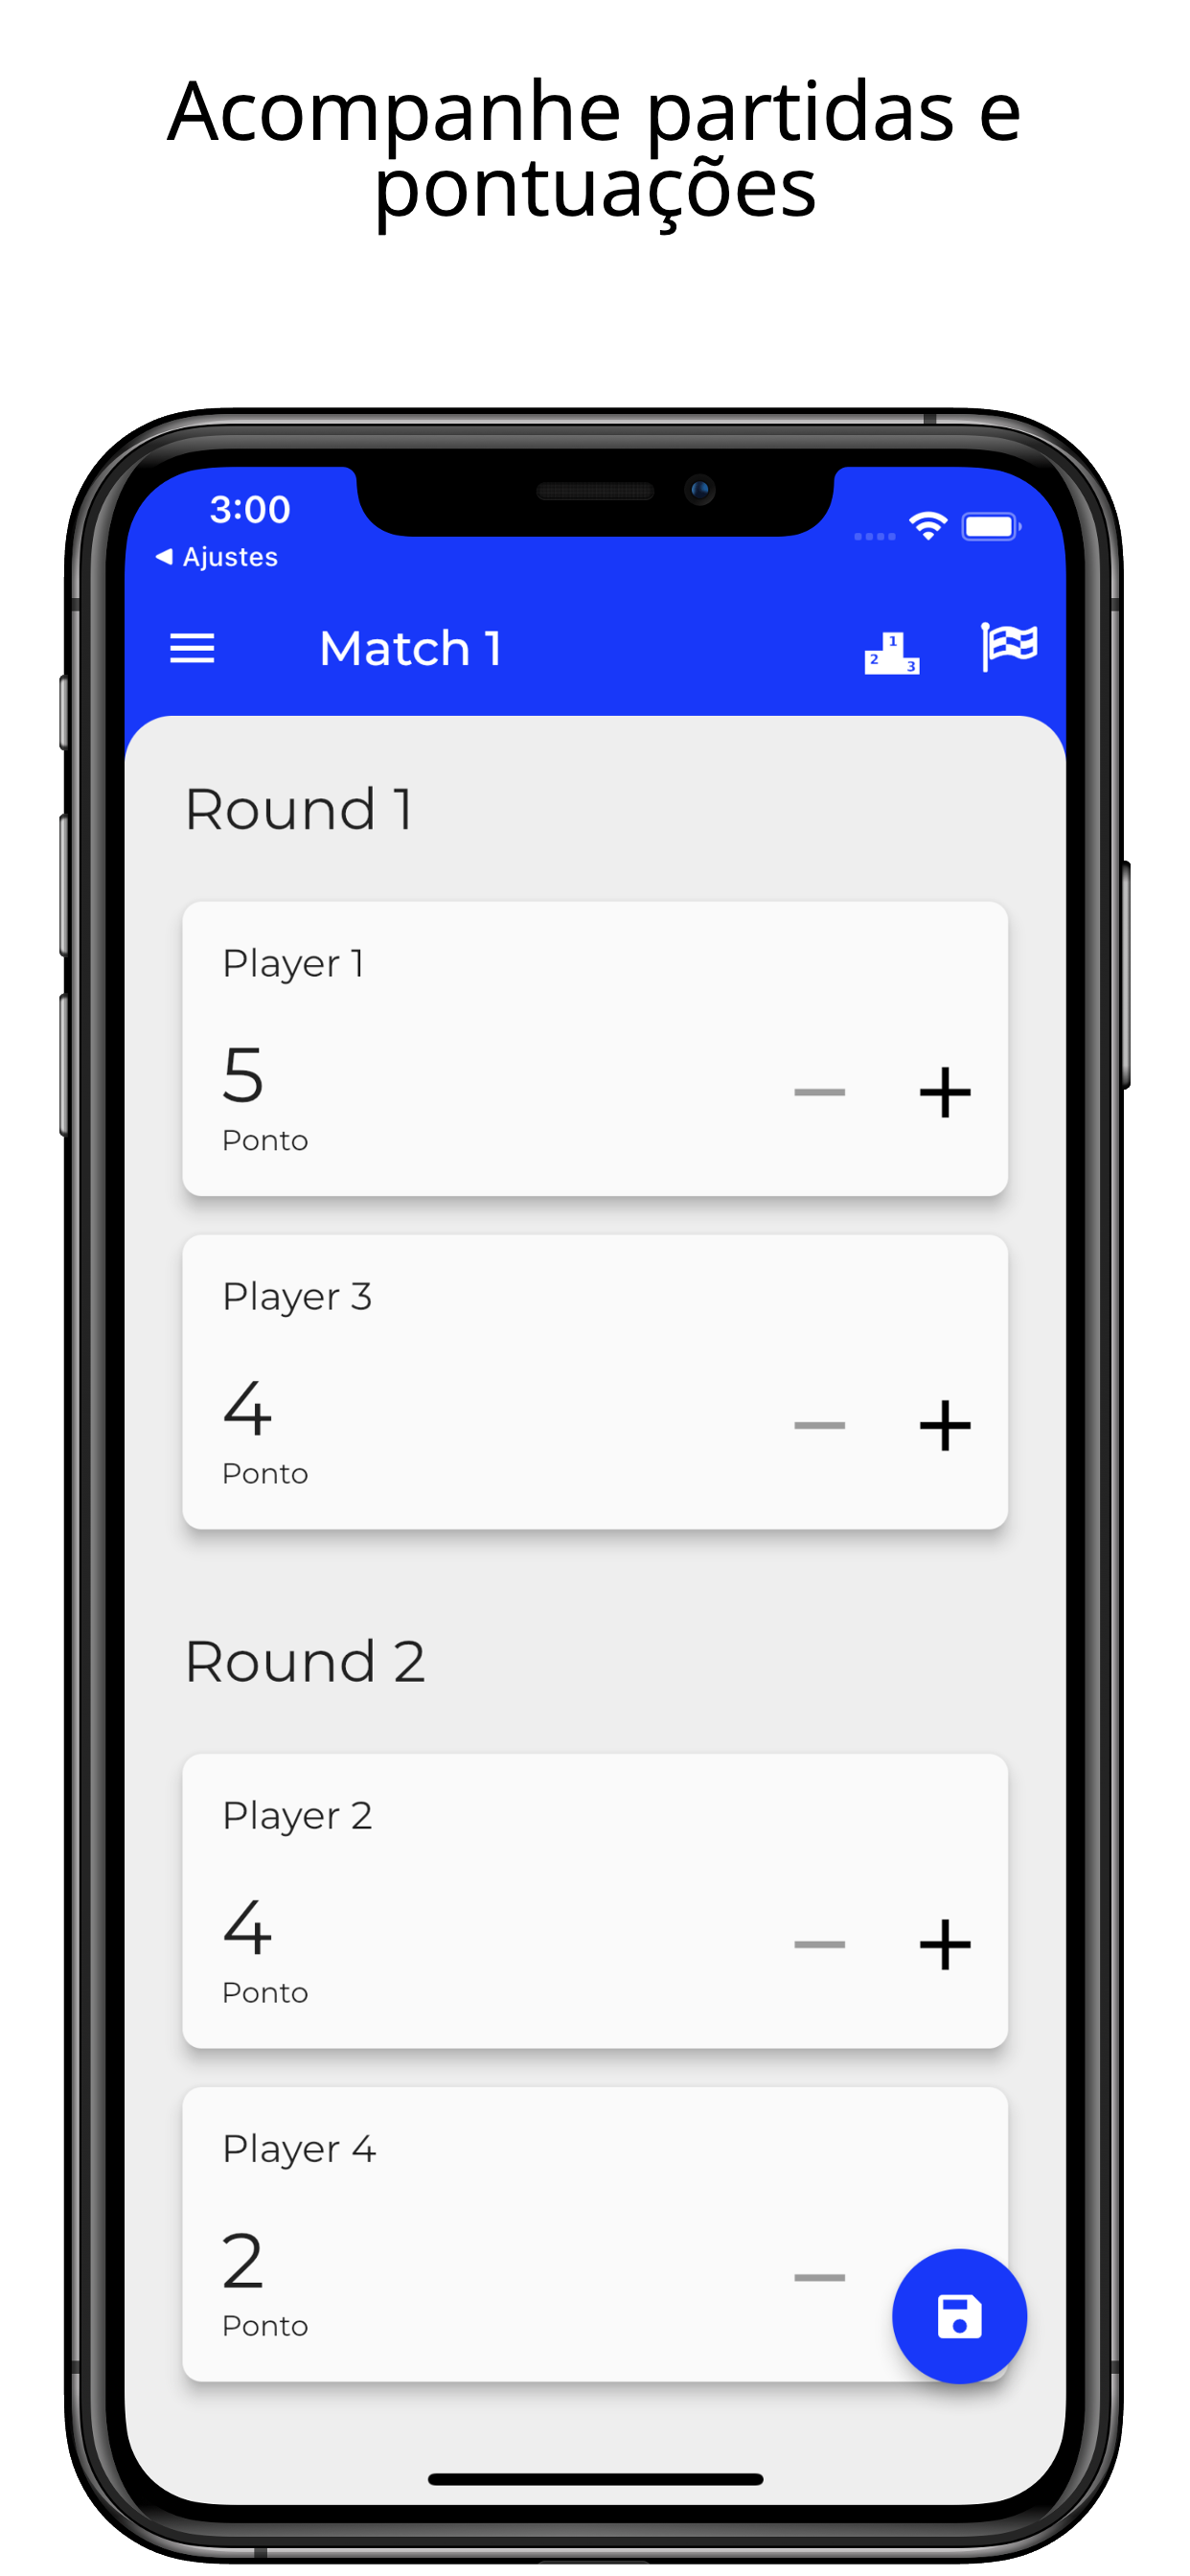 Acompanhe partidas e
pontuações
3:00
◀ Ajustes
Match 1
1
2
3
Round 1
Player 1
5
Ponto
Player 3
4
Ponto
Round 2
Player 2
4
Ponto
Player 4
2
Ponto